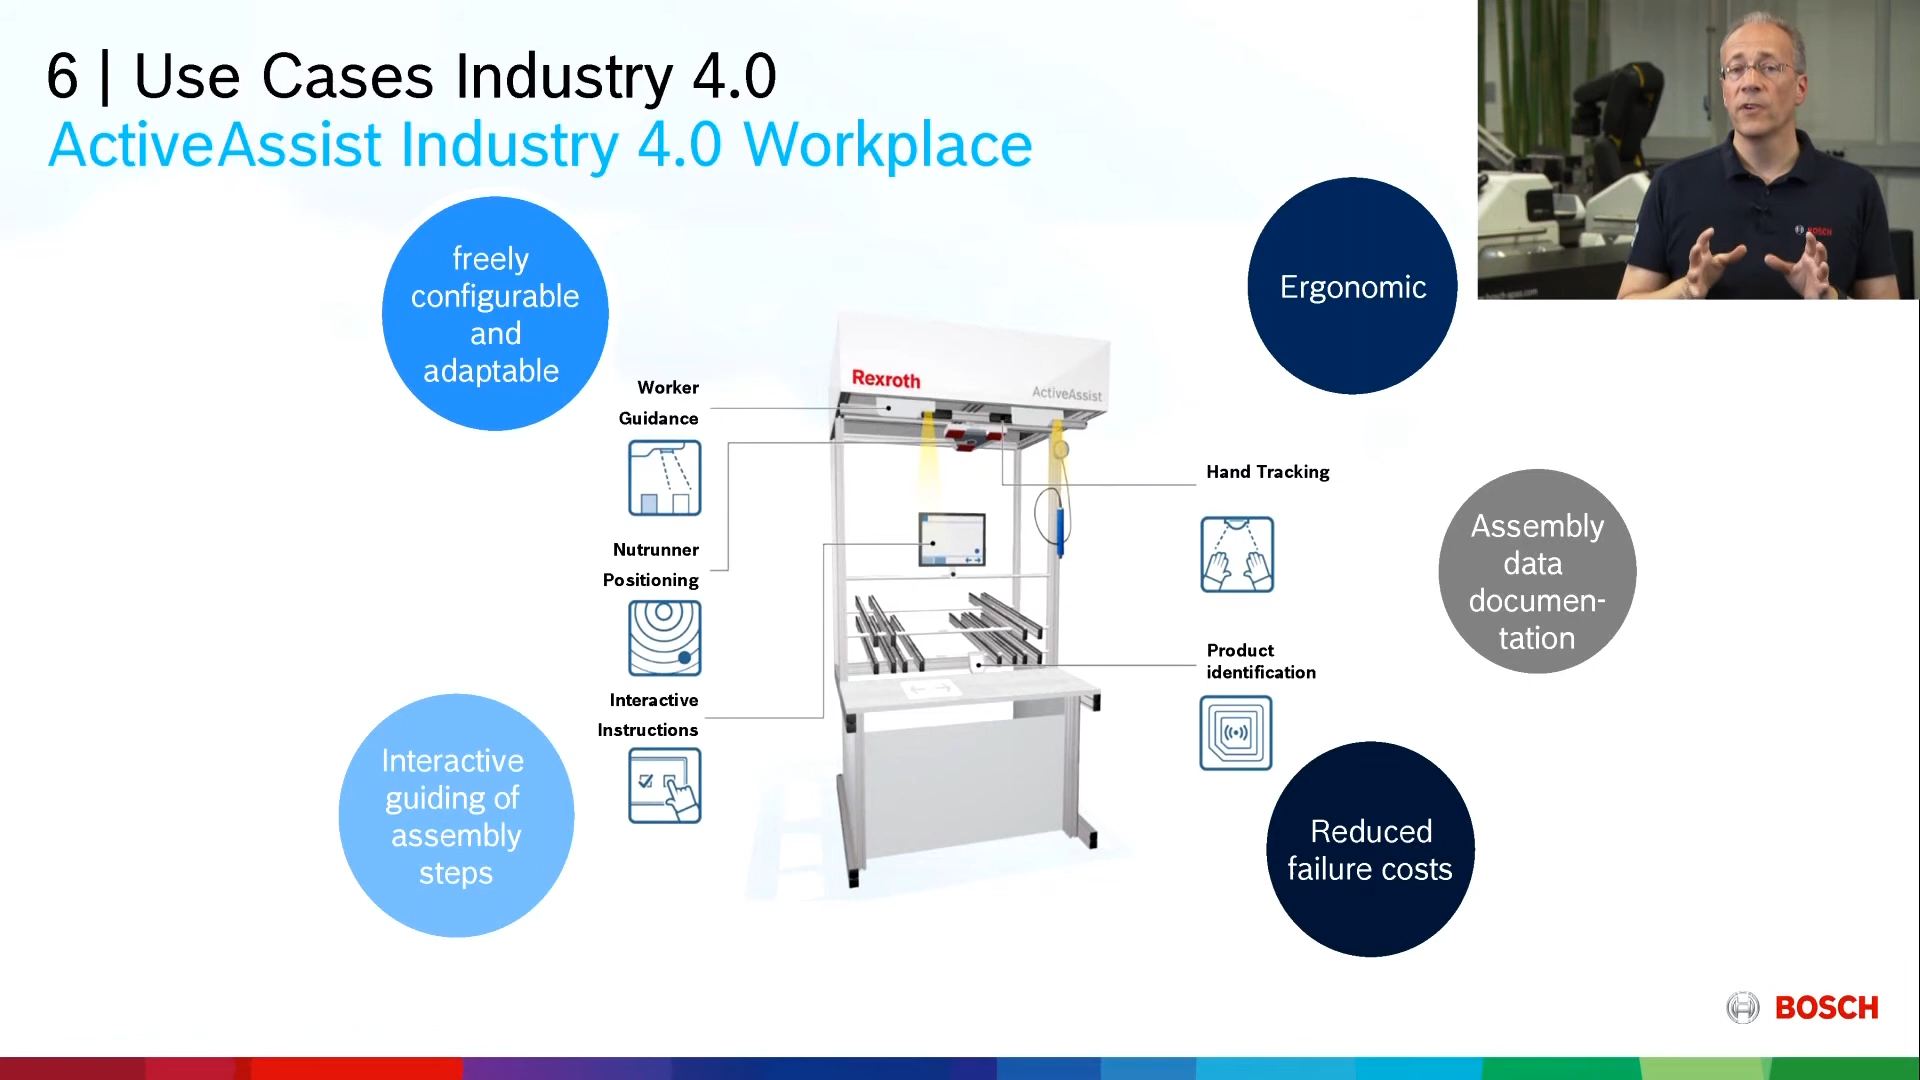 6 | Use Cases Industry 4.0
ActiveAssist Industry 4.0 Workplace
freely
configurable
and
adaptable
Ergonomic
BOSCH
Rexroth
ActiveAssist
Worker
Guidance
Nutrunner
Positioning
Interactive
Instructions
Hand Tracking
Product
identification
Assembly
data
documen-
tation
Interactive
guiding of
assembly
steps
Reduced
failure costs
BOSCH